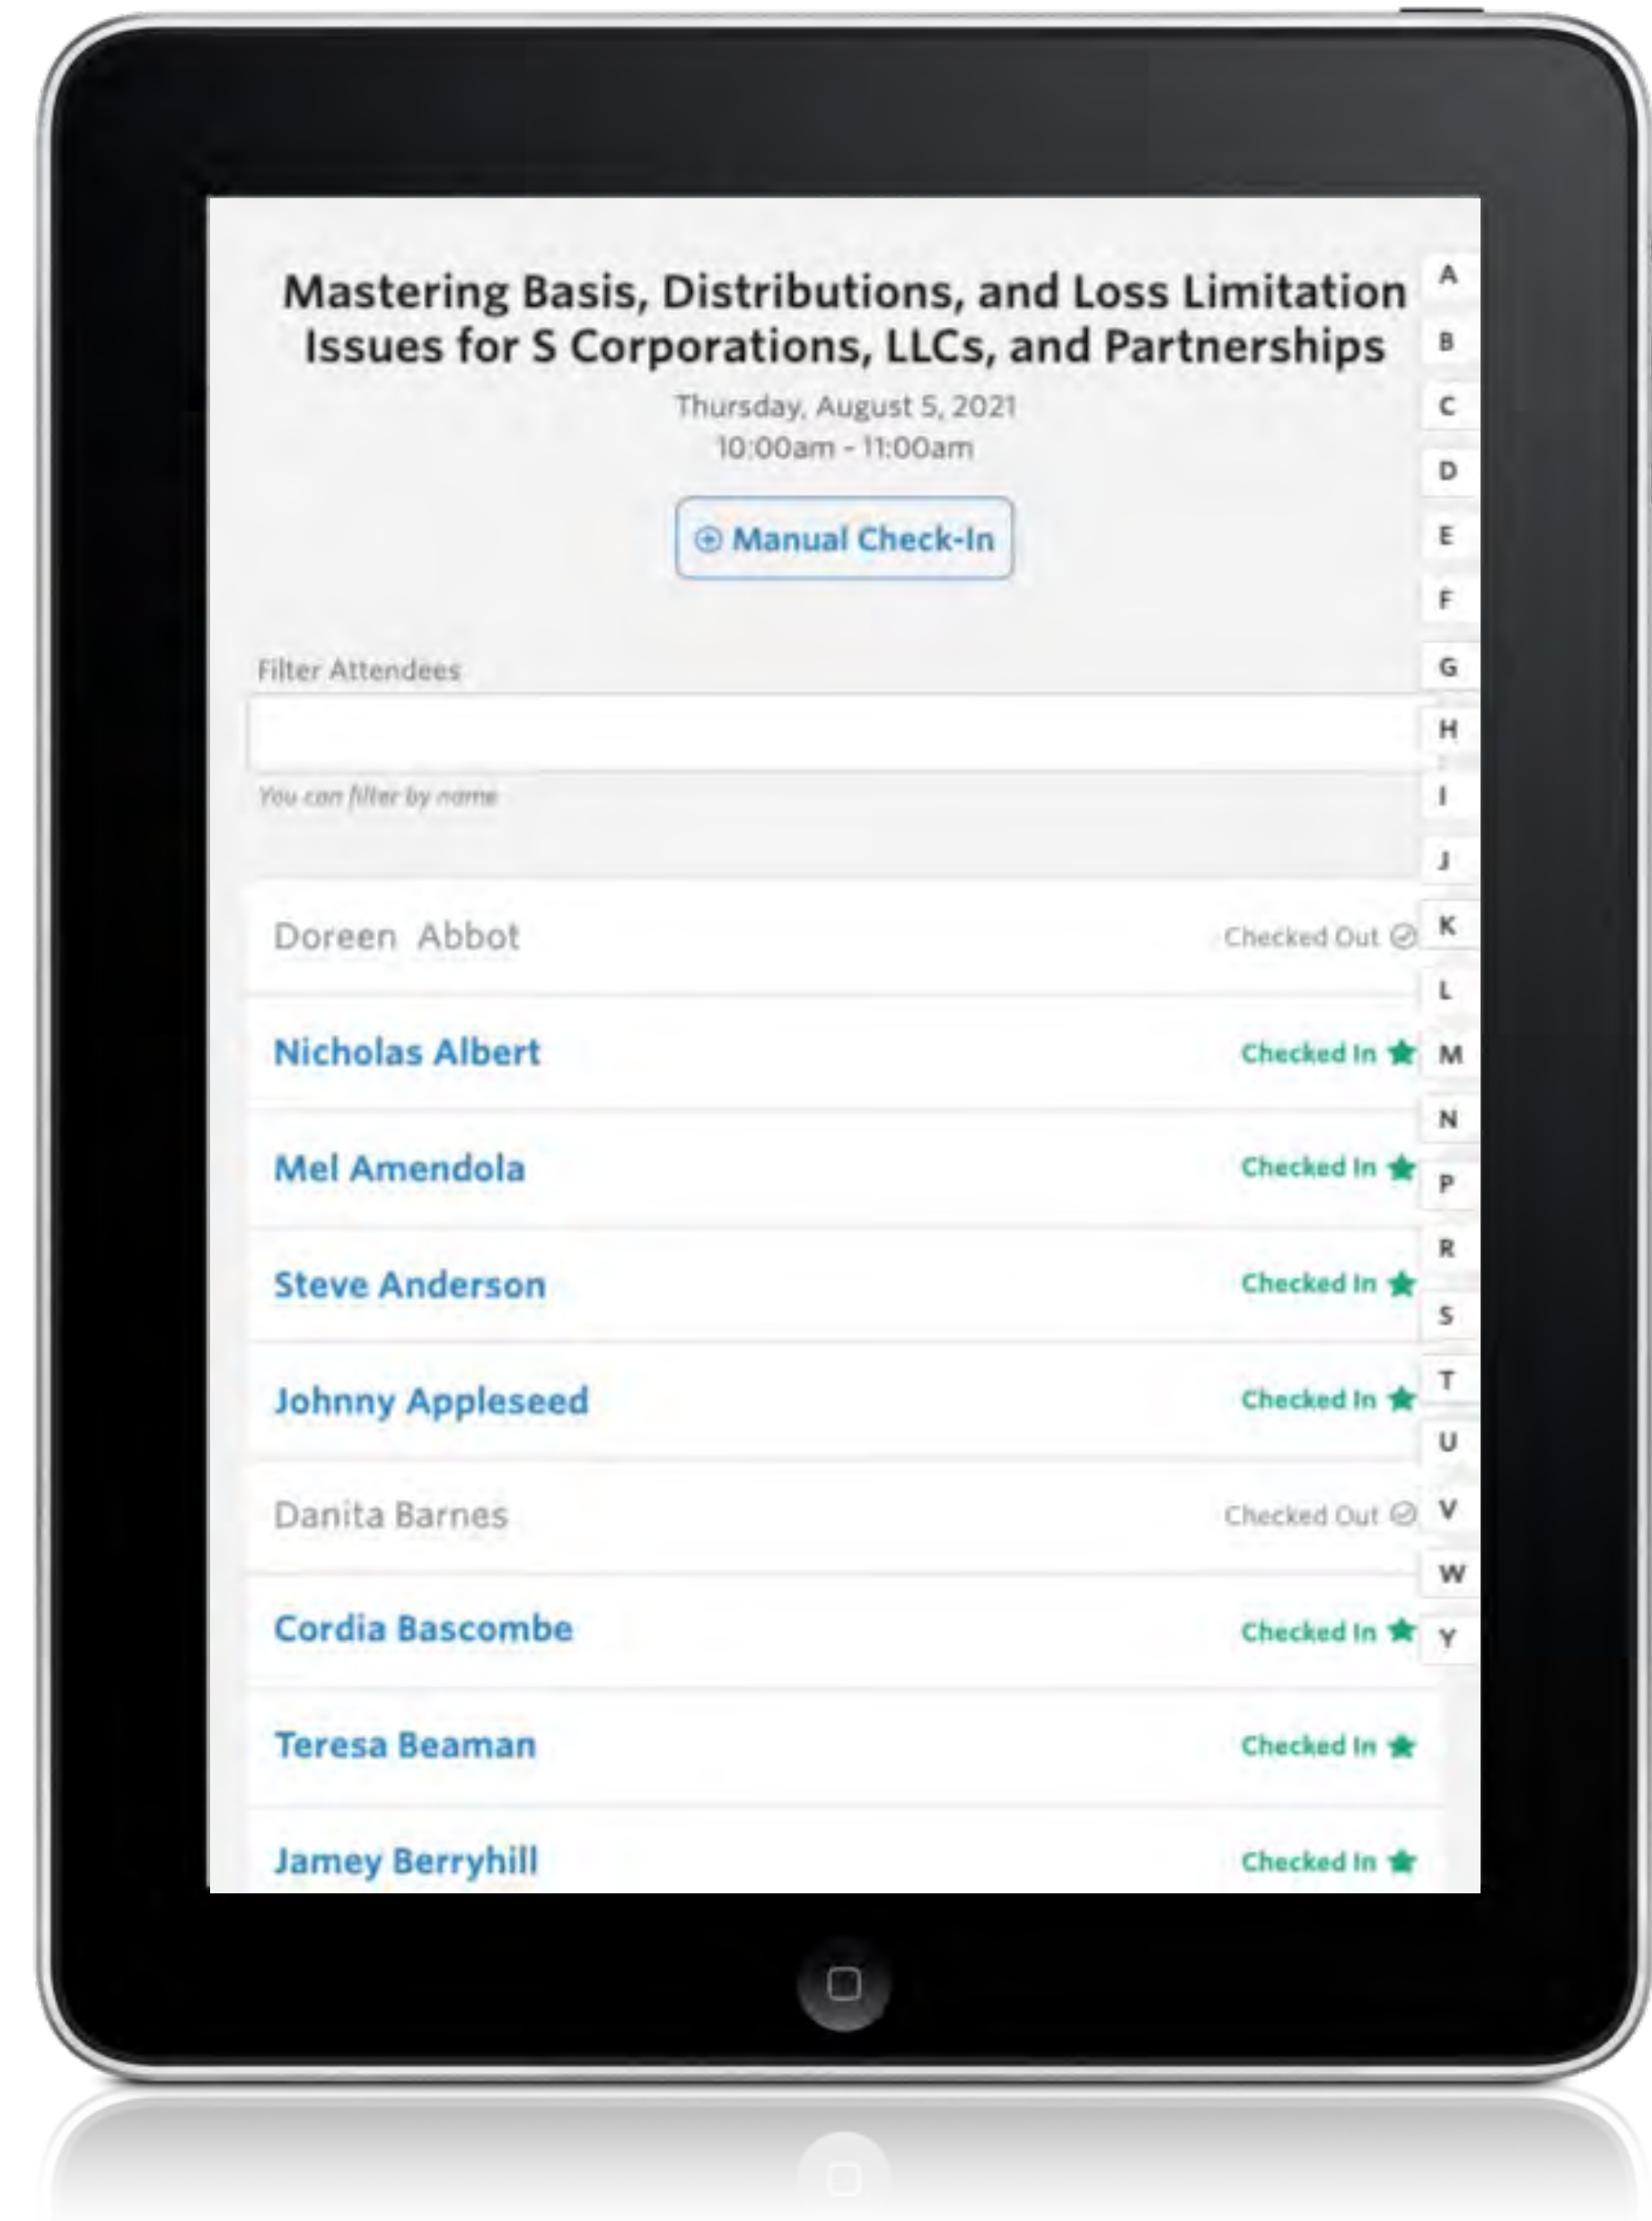 Mastering Basis, Distributions, and Loss Limitation
Issues for S Corporations, LLCs, and Partnerships
Thursday, August 5, 2021
10:00am - 11:00am
Manual Check-In
Filter Attendees
You can filter by name
Doreen Abbot Checked Out
Nicholas Albert Checked In
Mel Amendola Checked In
Steve Anderson Checked In
Johnny Appleseed Checked In
Danita Barnes Checked Out
Cordia Bascombe Checked In
Teresa Beaman Checked In
Jamey Berryhill Checked In
A
B
C
D
E
F
G
H
I
J
K
L
M
N
P
R
S
T
U
V
W
Y